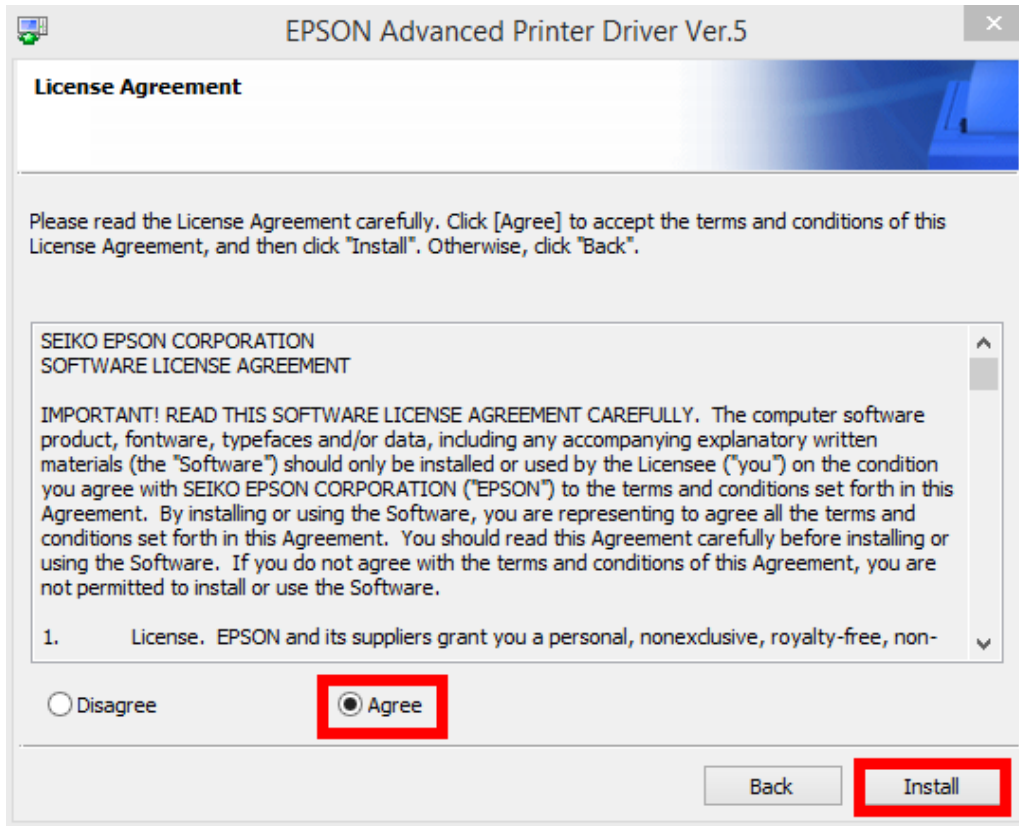 EPSON Advanced Printer Driver Ver.5
License Agreement
Please read the License Agreement carefully. Click [Agree] to accept the terms and conditions of this
License Agreement, and then click "Install". Otherwise, click "Back".
SEIKO EPSON CORPORATION
SOFTWARE LICENSE AGREEMENT
IMPORTANT! READ THIS SOFTWARE LICENSE AGREEMENT CAREFULLY.  The computer software
product, fontware, typefaces and/or data, including any accompanying explanatory written
materials (the "Software") should only be installed or used by the Licensee ("you") on the condition
you agree with SEIKO EPSON CORPORATION ("EPSON") to the terms and conditions set forth in this
Agreement.  By installing or using the Software, you are representing to agree all the terms and
conditions set forth in this Agreement.  You should read this Agreement carefully before installing or
using the Software.  If you do not agree with the terms and conditions of this Agreement, you are
not permitted to install or use the Software.
1. License.  EPSON and its suppliers grant you a personal, nonexclusive, royalty-free, non-
Disagree Agree
Back Install